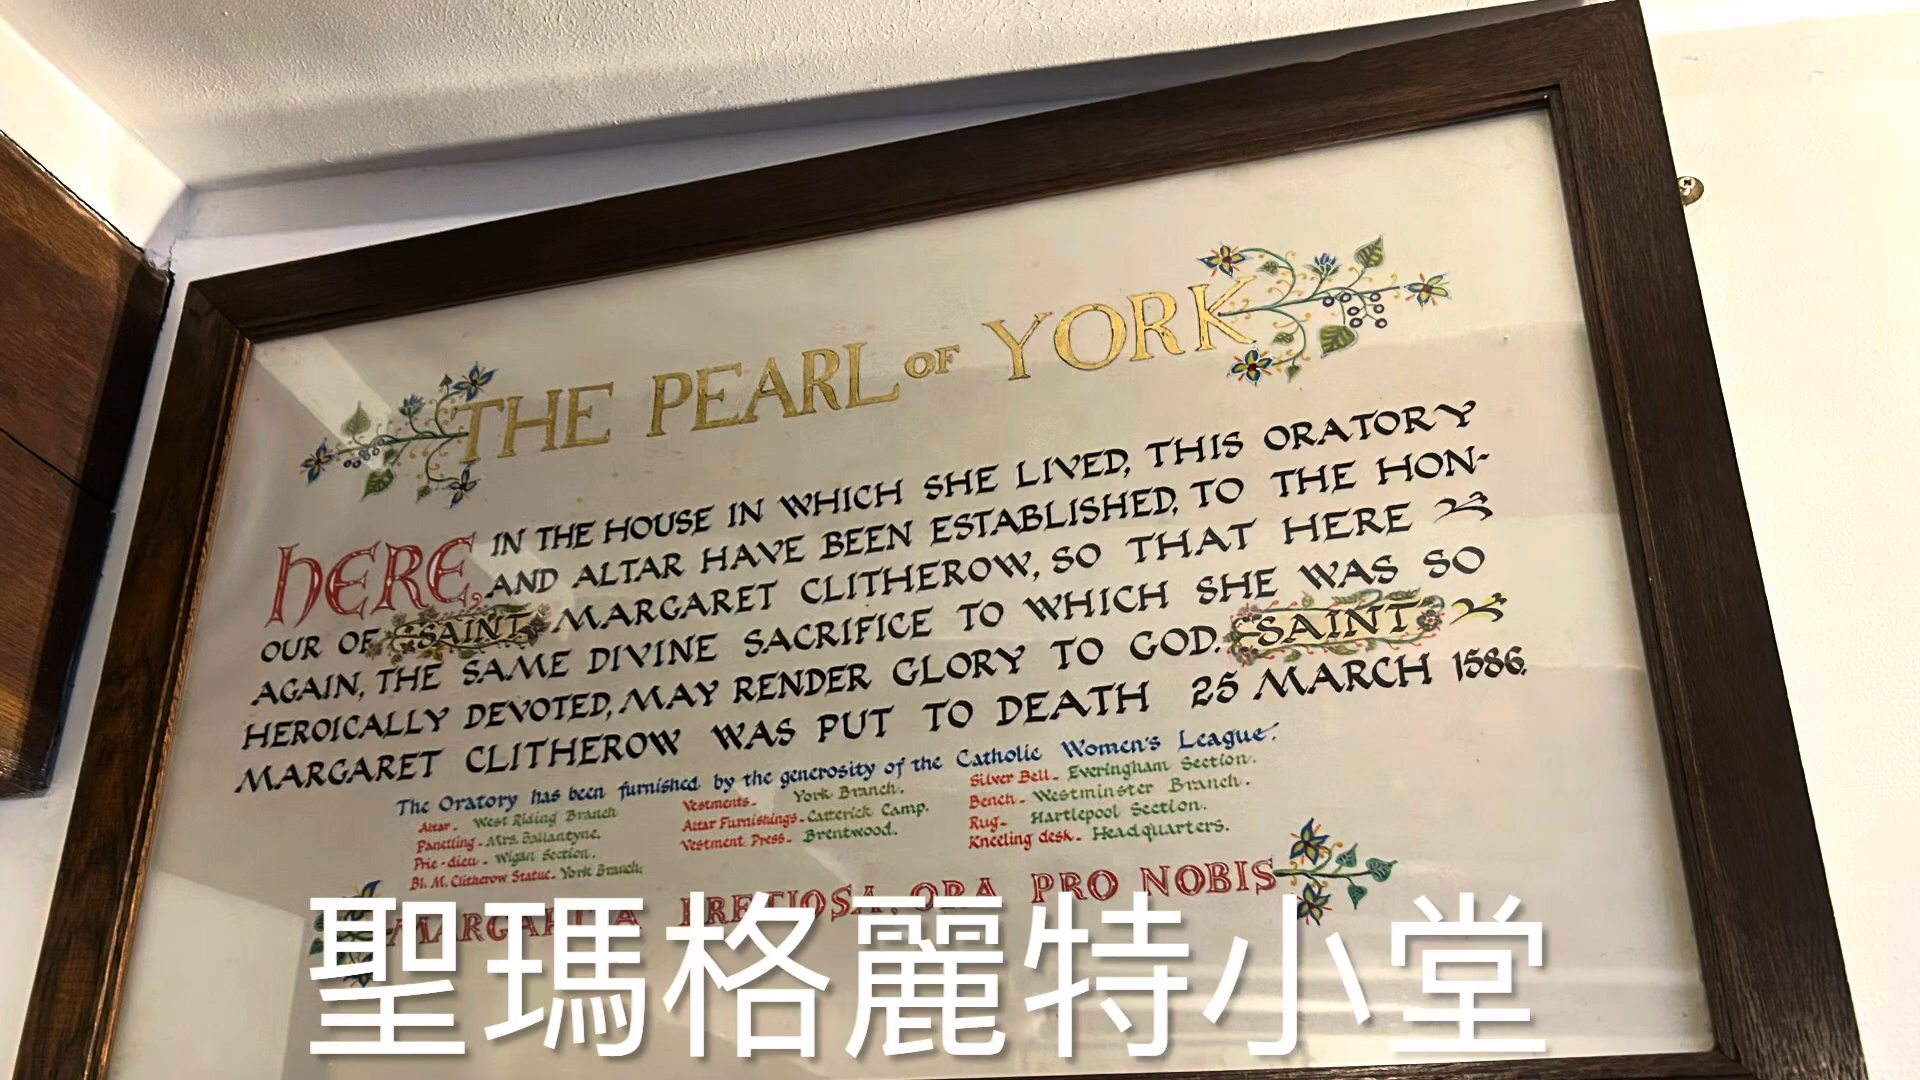 THE PEARL OF YORK
HERE, IN THE HOUSE IN WHICH SHE LIVED, THIS ORATORY
AND ALTAR HAVE BEEN ESTABLISHED, TO THE HON-
OUR OF SAINT MARGARET CLITHEROW, SO THAT HERE
AGAIN, THE SAME DIVINE SACRIFICE TO WHICH SHE WAS SO
HEROICALLY DEVOTED, MAY RENDER GLORY TO GOD. SAINT
MARGARET CLITHEROW WAS PUT TO DEATH 25 MARCH 1586.
The Oratory has been furnished by the generosity of the Catholic Women's League:
Altar - West Riding Branch
Panelling - Mrs. Ballantyne.
Prie-dieu - Wigan Section.
Bl. M. Clitherow Statue - York Branch.
Vestments - York Branch.
Altar Furnishings - Catterick Camp.
Vestment Press - Brentwood.
Silver Bell - Everingham Section.
Bench - Westminster Branch.
Rug - Hartlepool Section.
Kneeling desk - Headquarters.
MARGARITA PRETIOSA, ORA PRO NOBIS
聖瑪格麗特小堂